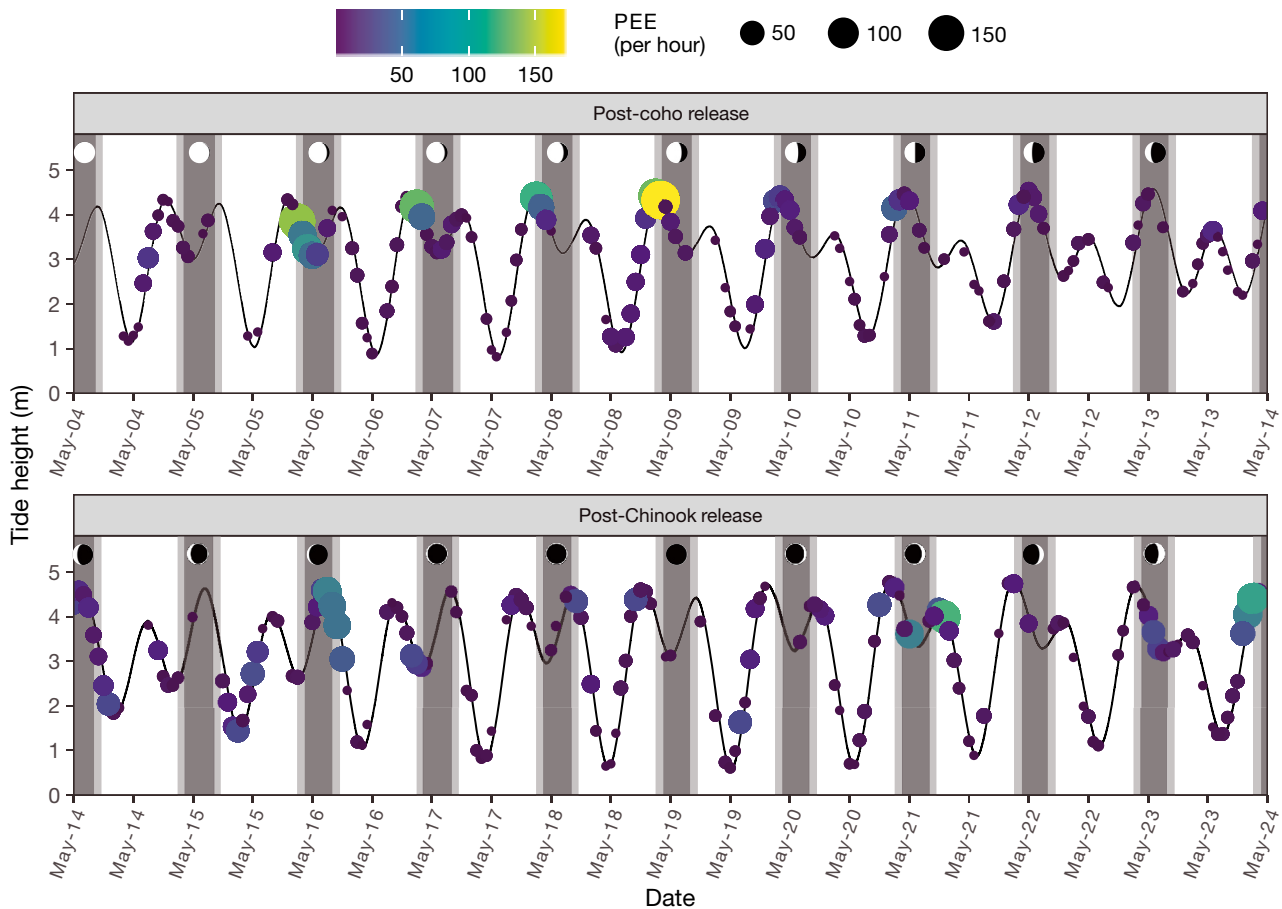 PEE
(per hour)
50
100
150
50
100
150
Post-coho release
5
4
3
2
1
0
May-04
May-04
May-05
May-05
May-06
May-06
May-07
May-07
May-08
May-08
May-09
May-09
May-10
May-10
May-11
May-11
May-12
May-12
May-13
May-13
May-14
Tide height (m)
Post-Chinook release
5
4
3
2
1
0
May-14
May-14
May-15
May-15
May-16
May-16
May-17
May-17
May-18
May-18
May-19
May-19
May-20
May-20
May-21
May-21
May-22
May-22
May-23
May-23
May-24
Date